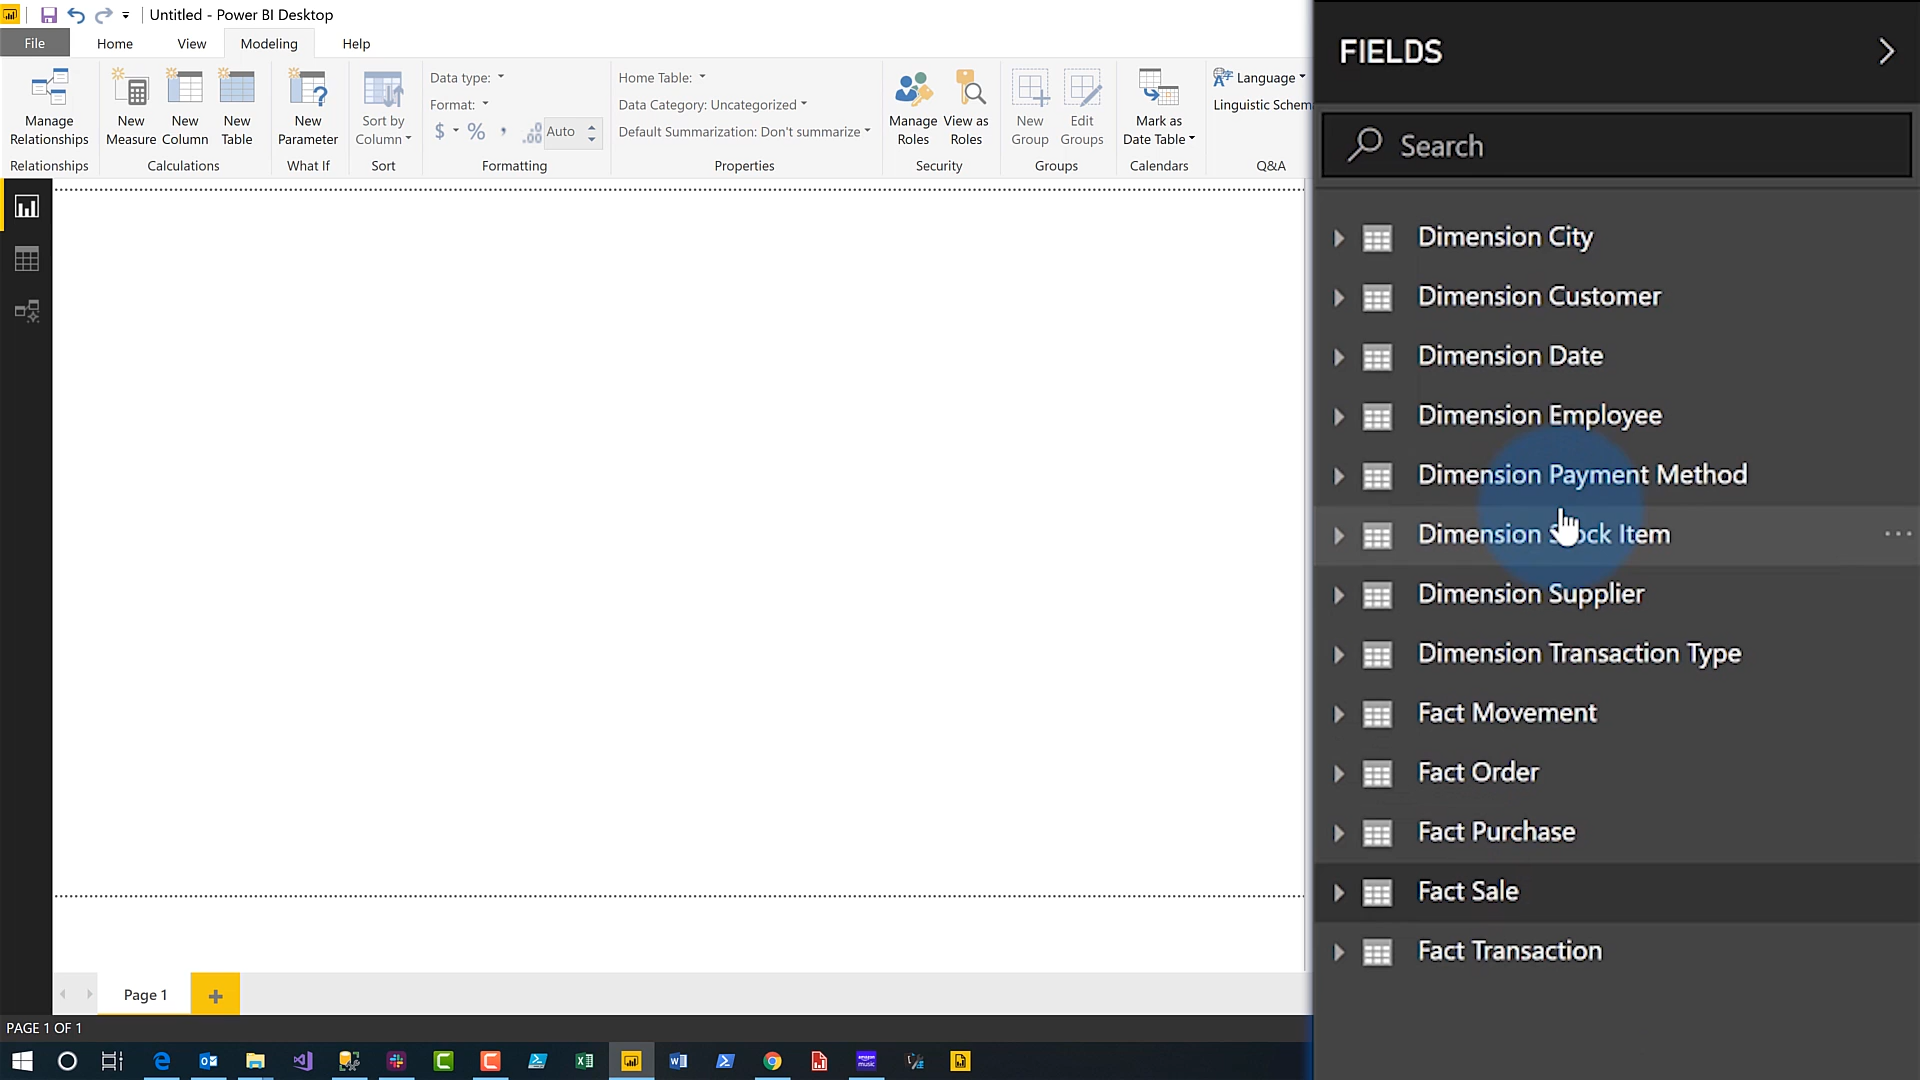 Untitled - Power BI Desktop
File Home View Modeling Help
Manage Relationships
Relationships
New Measure
New Column
New Table
Calculations
New Parameter
What If
Sort by Column
Sort
Data type:
Format:
$ % , .00 Auto
Formatting
Home Table:
Data Category: Uncategorized
Default Summarization: Don't summarize
Properties
Manage Roles
View as Roles
Security
New Group
Edit Groups
Groups
Mark as Date Table
Calendars
Language
Linguistic Schem
Q&A
FIELDS
Search
Dimension City
Dimension Customer
Dimension Date
Dimension Employee
Dimension Payment Method
Dimension Stock Item
Dimension Supplier
Dimension Transaction Type
Fact Movement
Fact Order
Fact Purchase
Fact Sale
Fact Transaction
Page 1
PAGE 1 OF 1